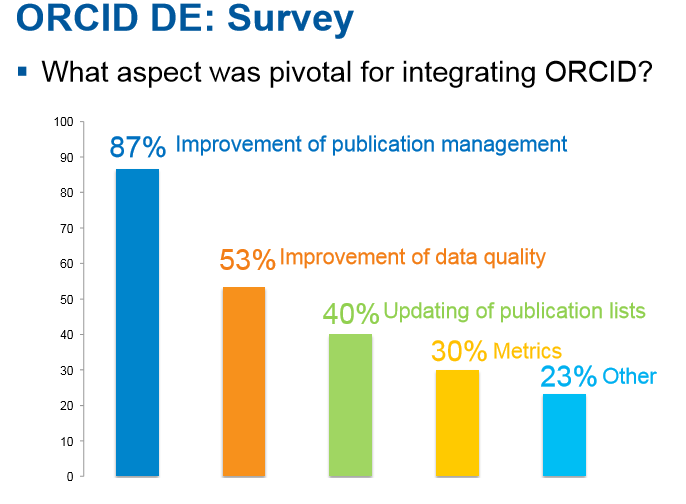 ORCID DE: Survey
▪ What aspect was pivotal for integrating ORCID?
100
90
80
70
60
50
40
30
20
10
0
87% Improvement of publication management
53% Improvement of data quality
40% Updating of publication lists
30% Metrics
23% Other